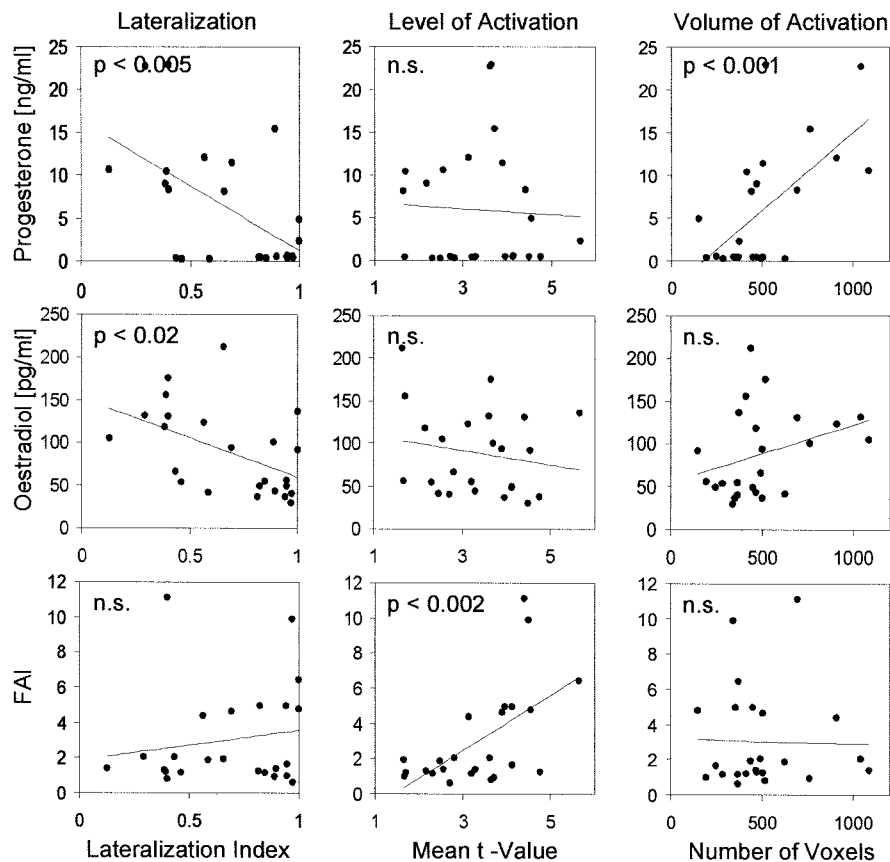 Lateralization Level of Activation Volume of Activation
Progesterone [ng/ml]
25 20 15 10 5 0
p < 0.005
0 0.5 1
25 20 15 10 5 0
n.s.
1 3 5
25 20 15 10 5 0
p < 0.001
0 500 1000
Oestradiol [pg/ml]
250 200 150 100 50 0
p < 0.02
0 0.5 1
250 200 150 100 50 0
n.s.
1 3 5
250 200 150 100 50 0
n.s.
0 500 1000
FAI
12 10 8 6 4 2 0
n.s.
0 0.5 1
12 10 8 6 4 2 0
p < 0.002
1 3 5
12 10 8 6 4 2 0
n.s.
0 500 1000
Lateralization Index Mean t -Value Number of Voxels